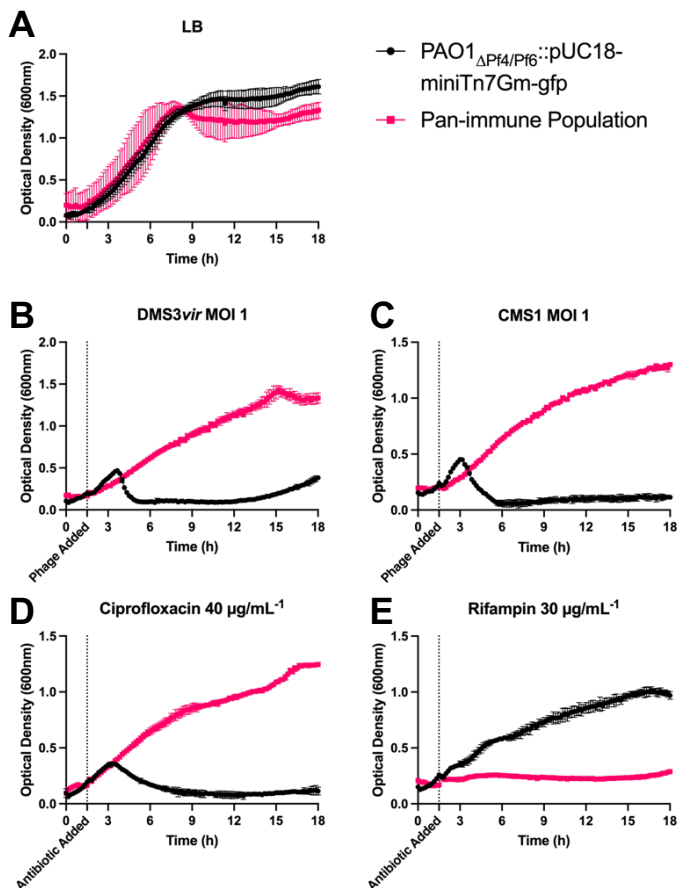 A
LB
Optical Density (600nm)
2.0
1.5
1.0
0.5
0.0
0 3 6 9 12 15 18
Time (h)
PAO1ΔPf4/Pf6::pUC18-
miniTn7Gm-gfp
Pan-immune Population
B
DMS3vir MOI 1
Optical Density (600nm)
2.0
1.5
1.0
0.5
0.0
0 3 6 9 12 15 18
Phage Added
Time (h)
C
CMS1 MOI 1
Optical Density (600nm)
1.5
1.0
0.5
0.0
0 3 6 9 12 15 18
Phage Added
Time (h)
D
Ciprofloxacin 40 µg/mL-1
Optical Density (600nm)
1.5
1.0
0.5
0.0
0 3 6 9 12 15 18
Antibiotic Added
Time (h)
E
Rifampin 30 µg/mL-1
Optical Density (600nm)
1.5
1.0
0.5
0.0
0 3 6 9 12 15 18
Antibiotic Added
Time (h)